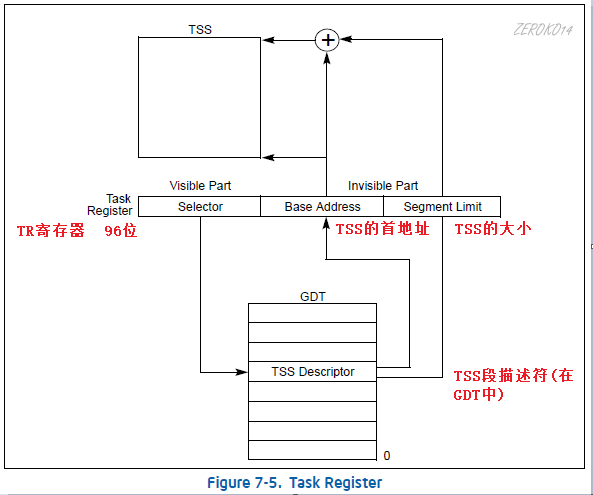 TSS
+
ZEROKO14
Visible Part
Invisible Part
Task
Register
Selector
Base Address
Segment Limit
TR寄存器 96位
TSS的首地址
TSS的大小
GDT
TSS Descriptor
TSS段描述符(在
GDT中)
0
Figure 7-5. Task Register